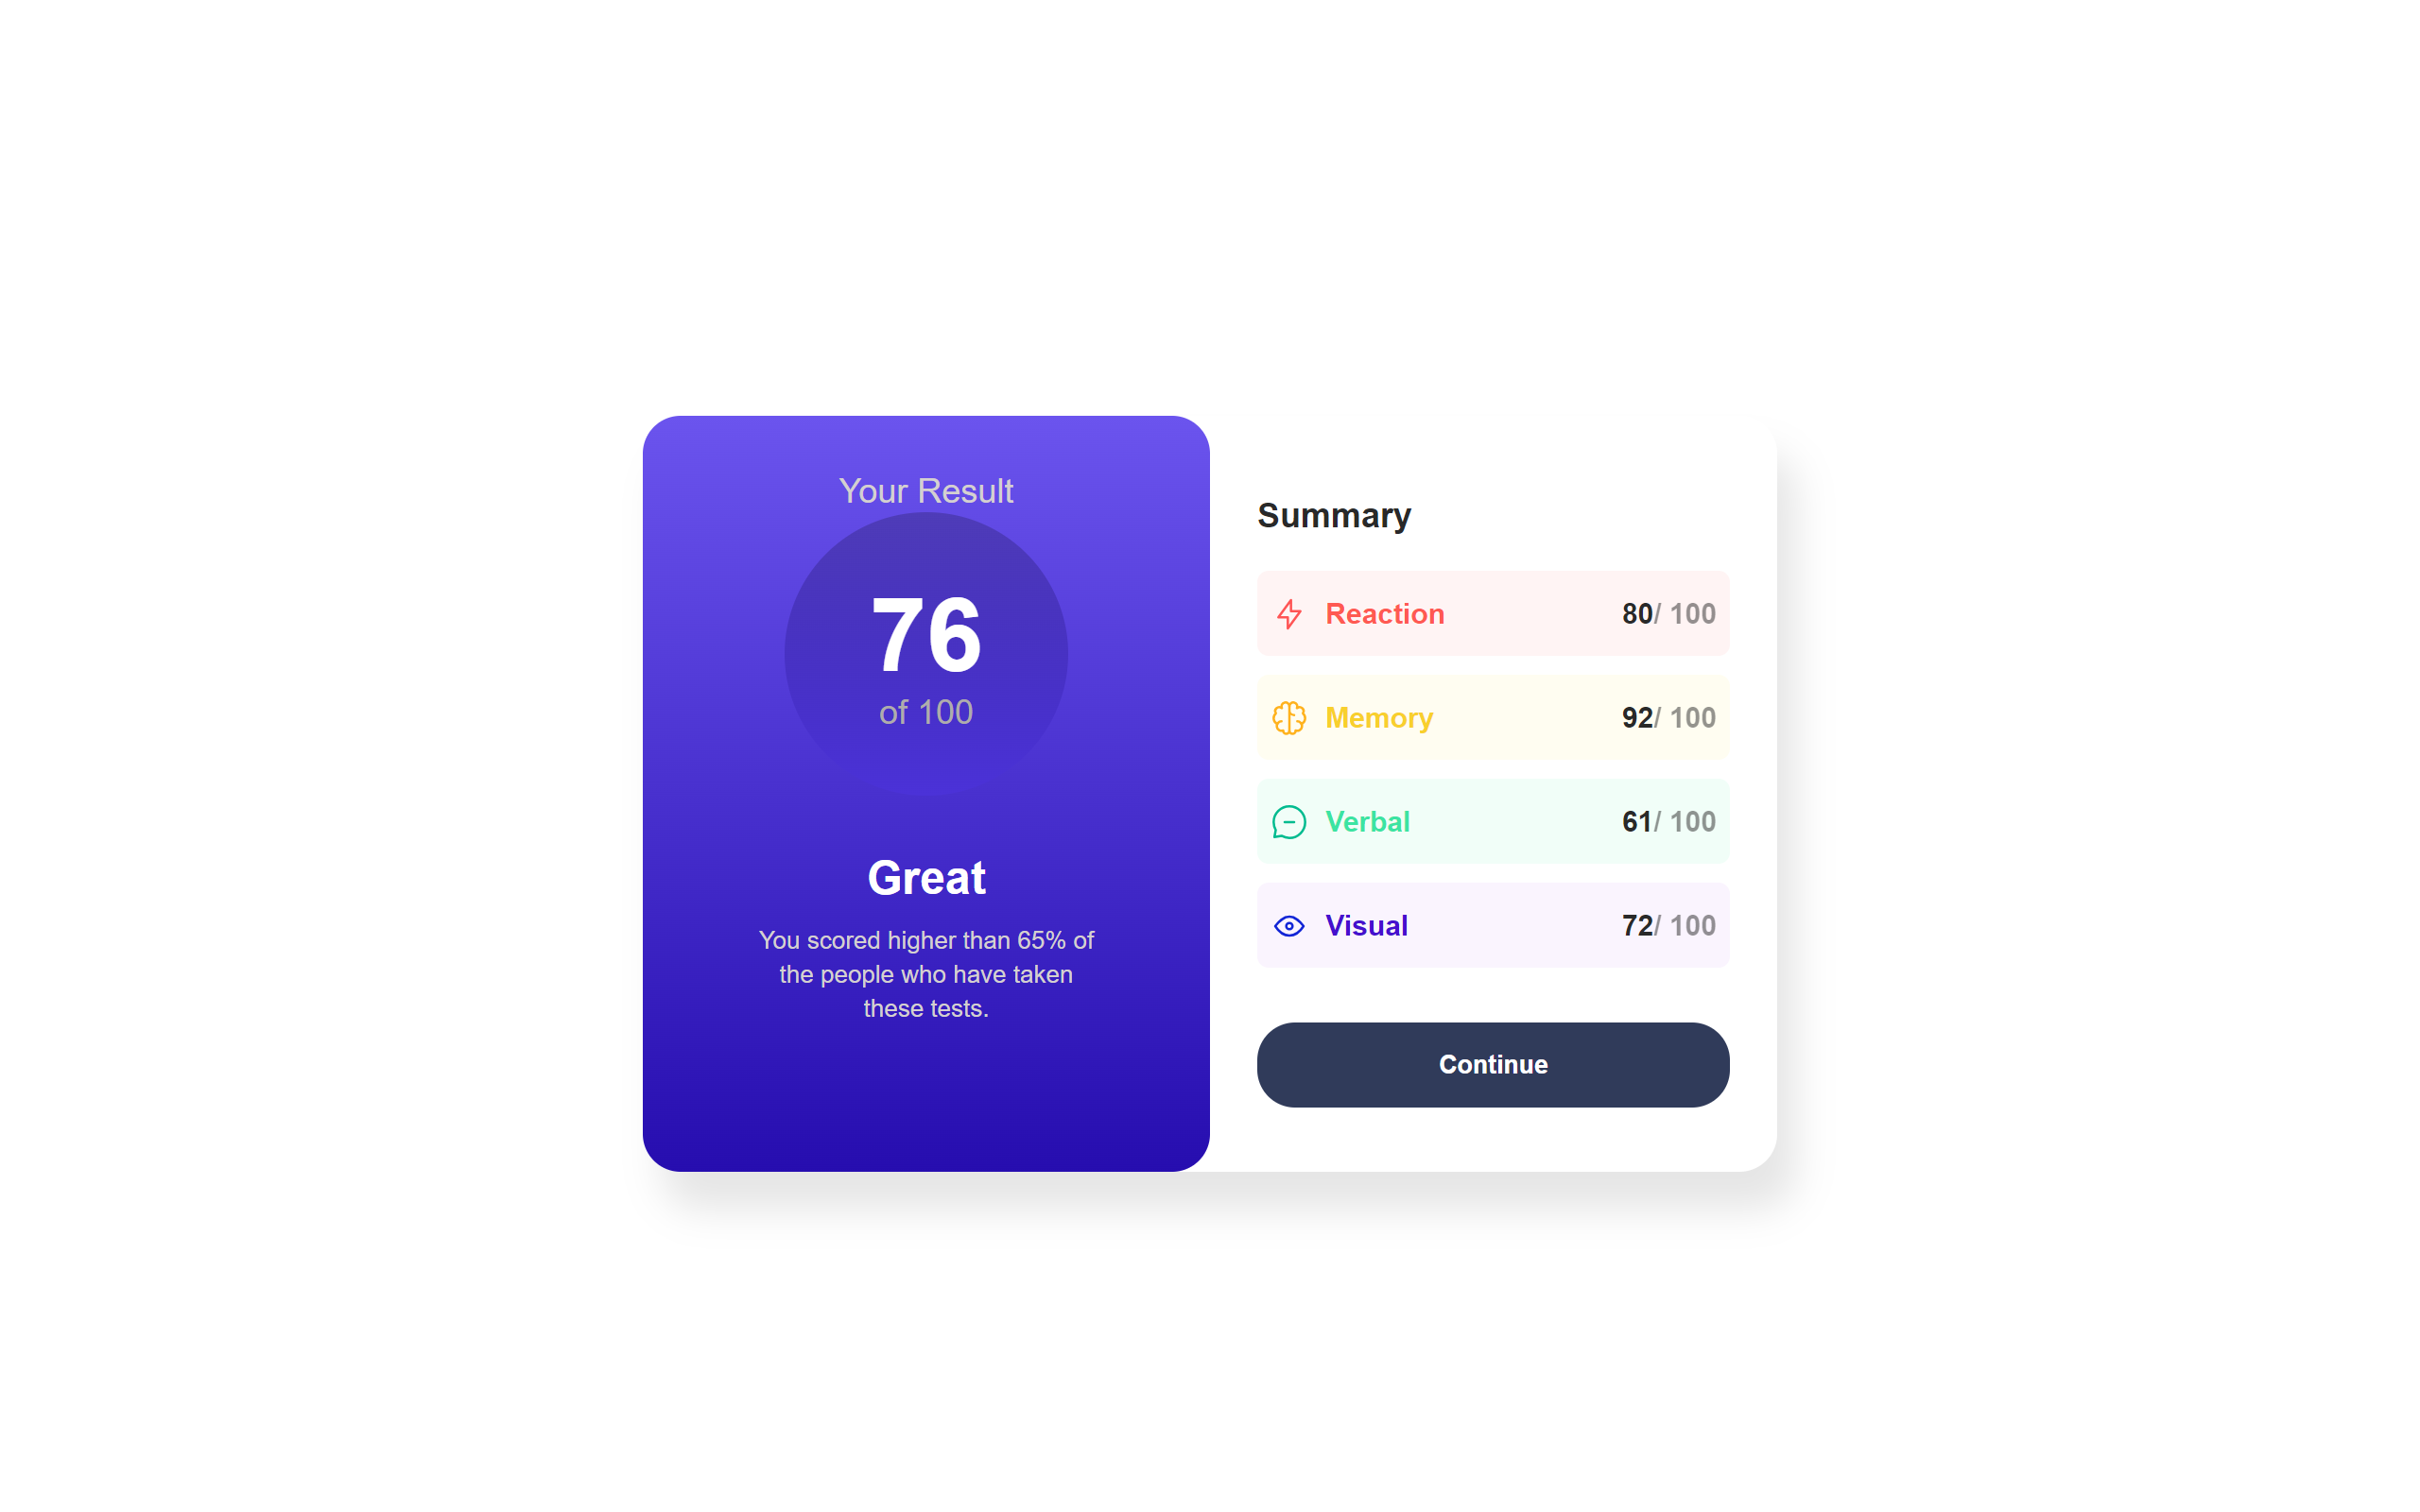 Your Result
76
of 100
Great
You scored higher than 65% of
the people who have taken
these tests.
Summary
Reaction 80/ 100
Memory 92/ 100
Verbal 61/ 100
Visual 72/ 100
Continue